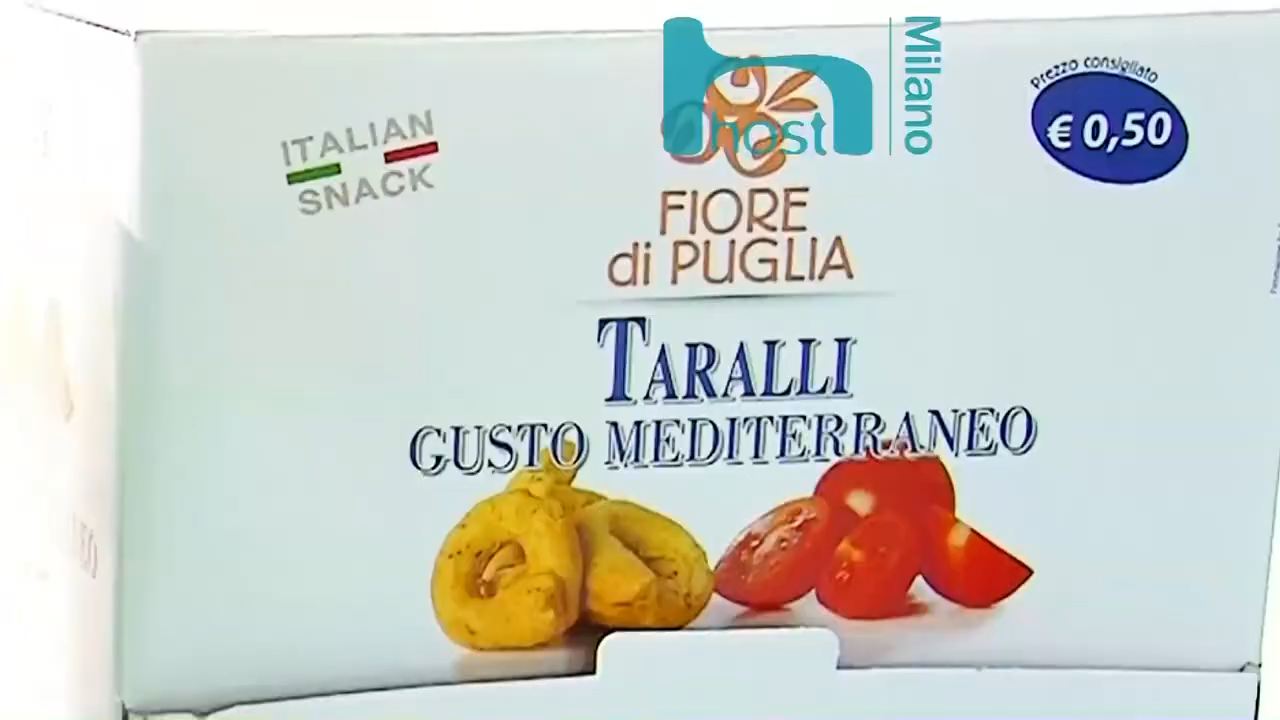 host
Milano
Prezzo consigliato
€ 0,50
ITALIAN
SNACK
FIORE
di PUGLIA
TARALLI
GUSTO MEDITERRANEO